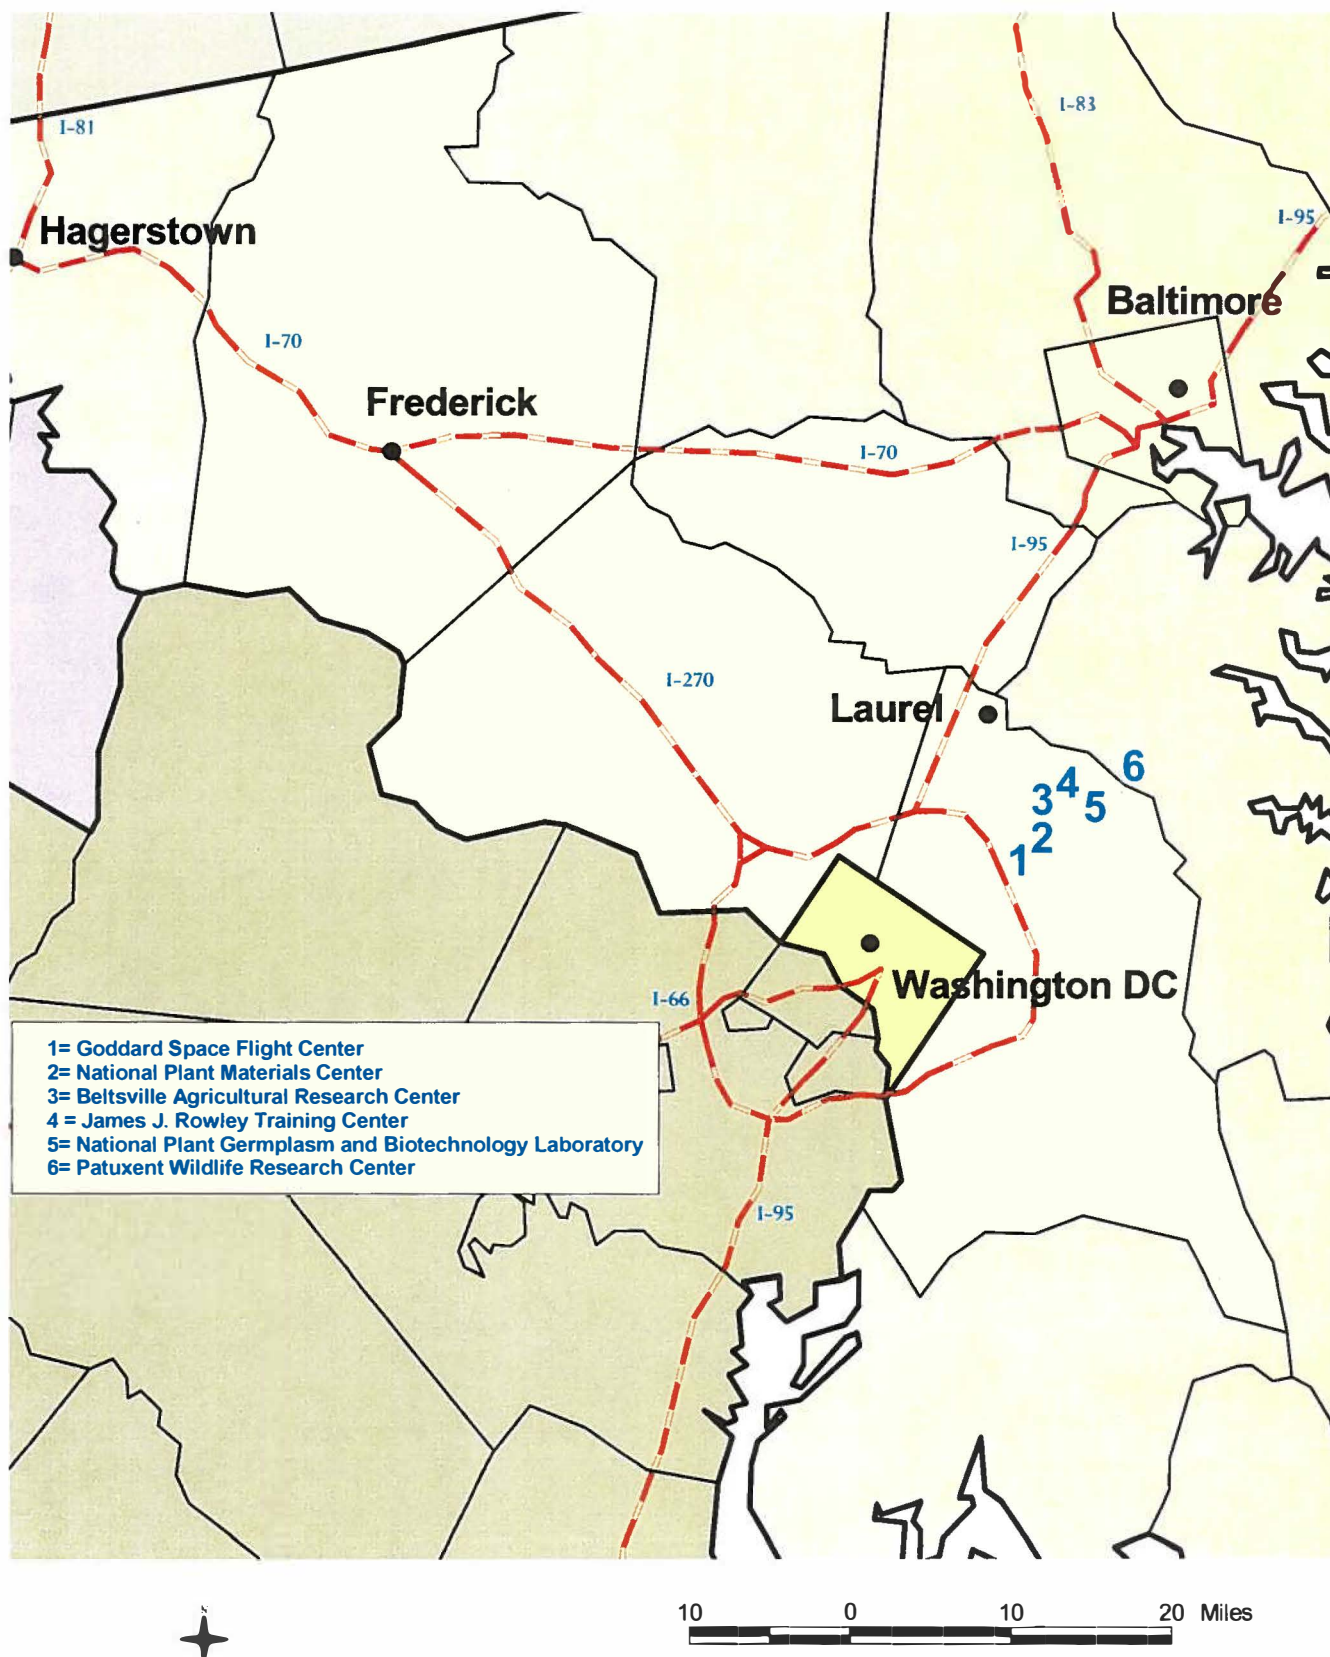 I-83
I-81
I-95
Hagerstown
Baltimore
I-70
Frederick
I-70
I-95
I-270
Laurel
6
4
3
5
2
1
Washington DC
I-66
1= Goddard Space Flight Center
2= National Plant Materials Center
3= Beltsville Agricultural Research Center
4 = James J. Rowley Training Center
5= National Plant Germplasm and Biotechnology Laboratory
6= Patuxent Wildlife Research Center
I-95
10 0 10 20 Miles